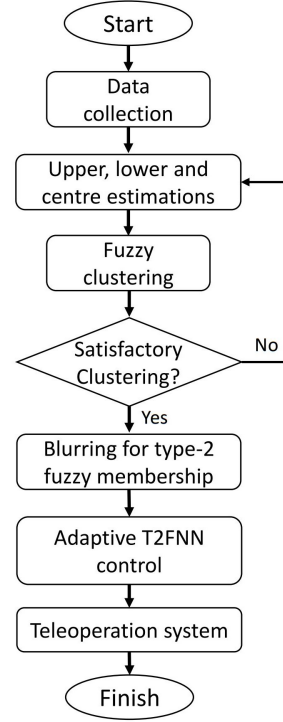 Start
Data
collection
Upper, lower and
centre estimations
Fuzzy
clustering
Satisfactory
Clustering?
No
Yes
Blurring for type-2
fuzzy membership
Adaptive T2FNN
control
Teleoperation system
Finish